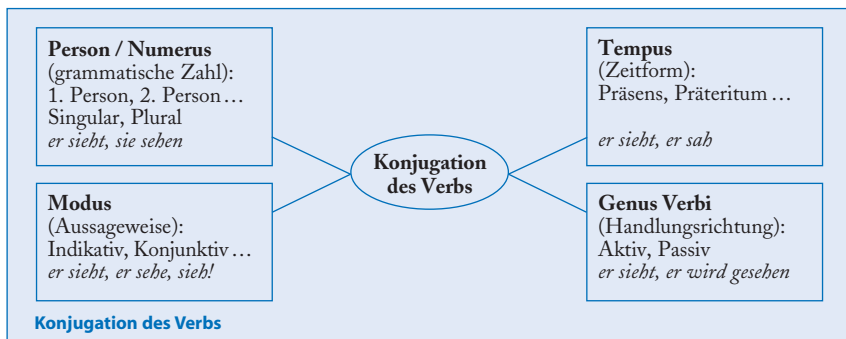 Person / Numerus
(grammatische Zahl):
1. Person, 2. Person…
Singular, Plural
er sieht, sie sehen
Tempus
(Zeitform):
Präsens, Präteritum …
er sieht, er sah
Konjugation
des Verbs
Modus
(Aussageweise):
Indikativ, Konjunktiv…
er sieht, er sehe, sieh!
Genus Verbi
(Handlungsrichtung):
Aktiv, Passiv
er sieht, er wird gesehen
Konjugation des Verbs